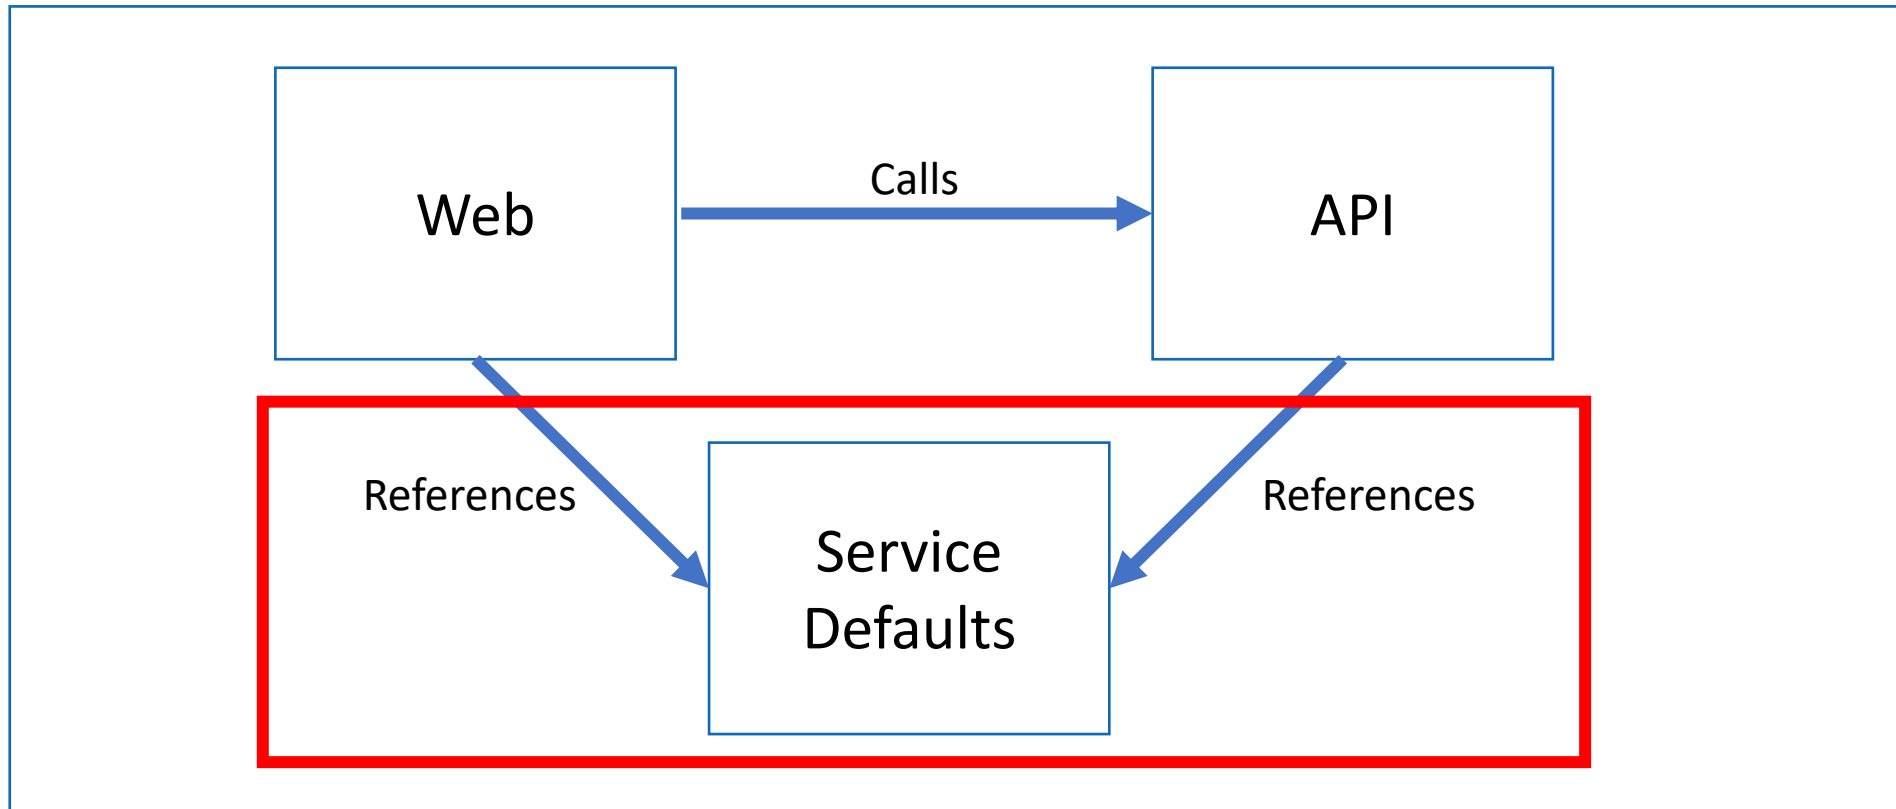 Calls
Web
API
References
References
Service
Defaults